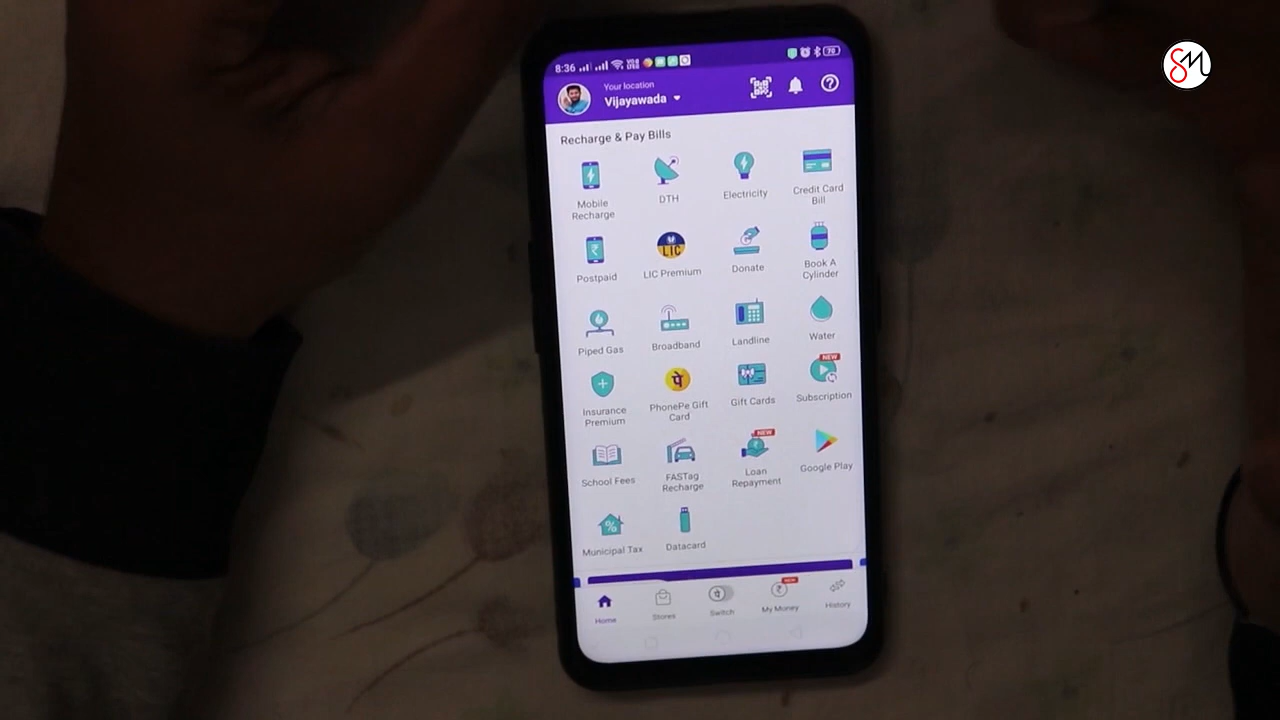 SM
8:36
70
Your location
Vijayawada
Recharge & Pay Bills
Mobile
Recharge
DTH
Electricity
Credit Card
Bill
Postpaid
LIC
LIC Premium
Donate
Book A
Cylinder
Piped Gas
Broadband
Landline
Water
Insurance
Premium
पे
PhonePe Gift
Card
Gift Cards
NEW
Subscription
School Fees
FASTag
Recharge
NEW
Loan
Repayment
Google Play
Municipal Tax
Datacard
Home
Stores
पे
Switch
NEW
My Money
History